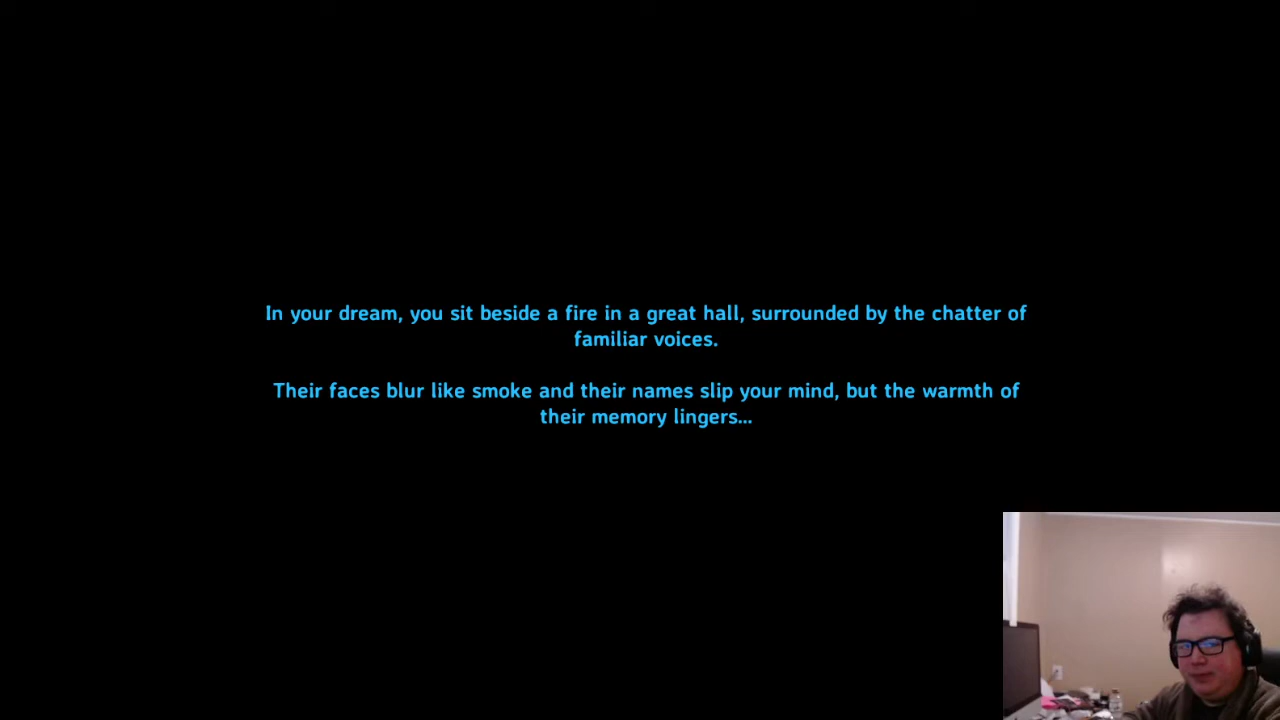 In your dream, you sit beside a fire in a great hall, surrounded by the chatter of
familiar voices.
Their faces blur like smoke and their names slip your mind, but the warmth of
their memory lingers...